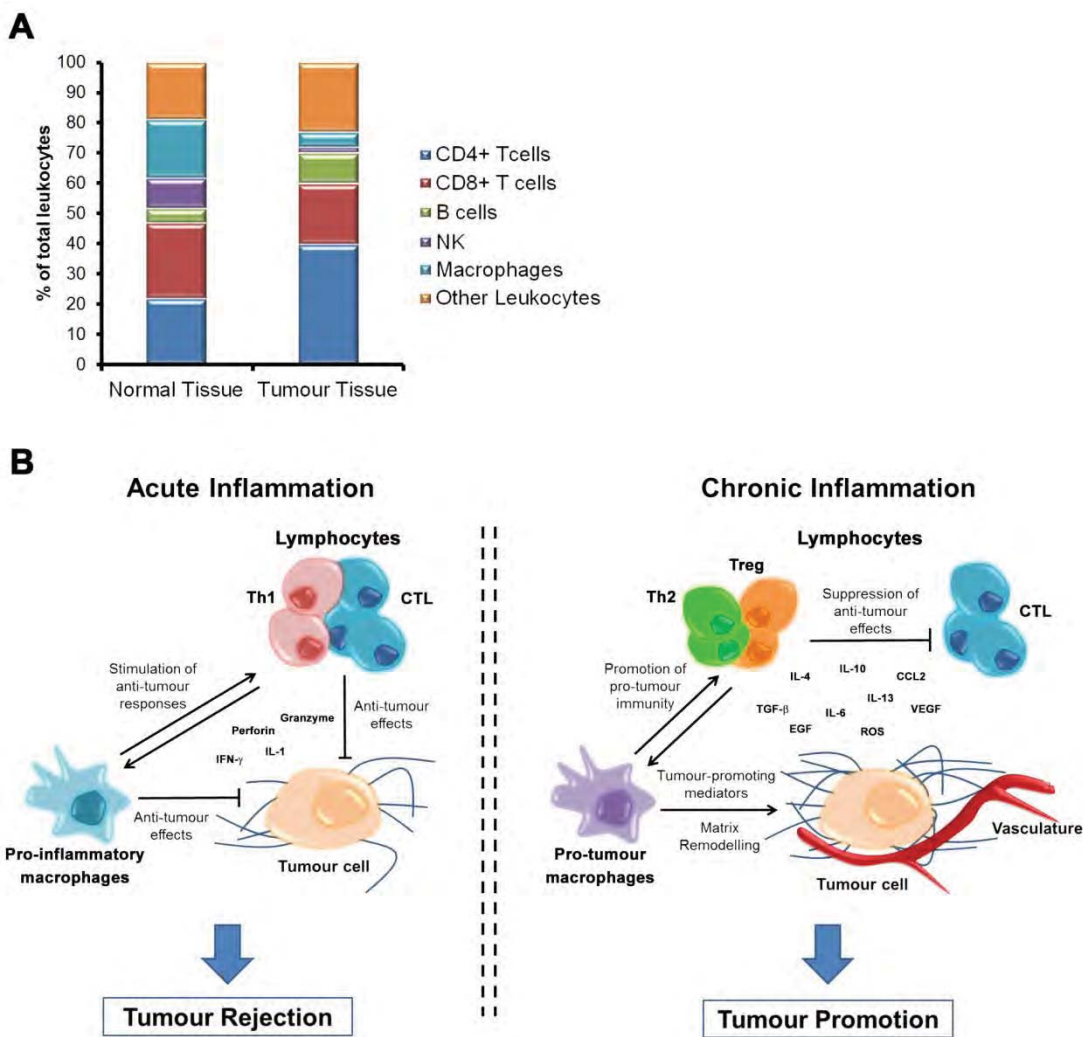 A
100
90
80
70
60
50
40
30
20
10
0
% of total leukocytes
Normal Tissue
Tumour Tissue
CD4+ Tcells
CD8+ T cells
B cells
NK
Macrophages
Other Leukocytes
B
Acute Inflammation
Lymphocytes
Th1
CTL
Stimulation of
anti-tumour
responses
Granzyme
Perforin
IL-1
IFN-γ
Anti-tumour
effects
Anti-tumour
effects
Pro-inflammatory
macrophages
Tumour cell
Tumour Rejection
Chronic Inflammation
Lymphocytes
Treg
Th2
Suppression of
anti-tumour
effects
CTL
Promotion of
pro-tumour
immunity
IL-4
IL-10
CCL2
TGF-β
IL-6
IL-13
VEGF
EGF
ROS
Tumour-promoting
mediators
Matrix
Remodelling
Vasculature
Pro-tumour
macrophages
Tumour cell
Tumour Promotion